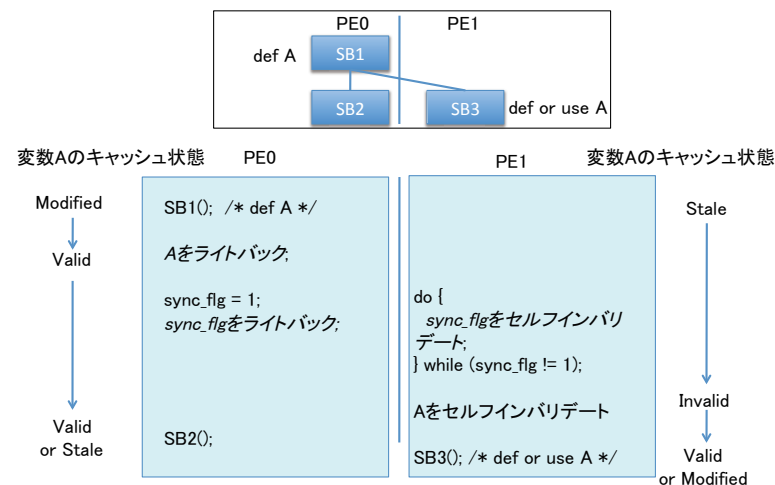 PE0
PE1
def A
SB1
SB2
SB3
def or use A
変数Aのキャッシュ状態
PE0
PE1
変数Aのキャッシュ状態
Modified
Valid
Valid
or Stale
SB1(); /* def A */
Aをライトバック;
sync_flg = 1;
sync_flgをライトバック;
SB2();
do {
sync_flgをセルフインバリ
デート;
} while (sync_flg != 1);
Aをセルフインバリデート
SB3(); /* def or use A */
Stale
Invalid
Valid
or Modified